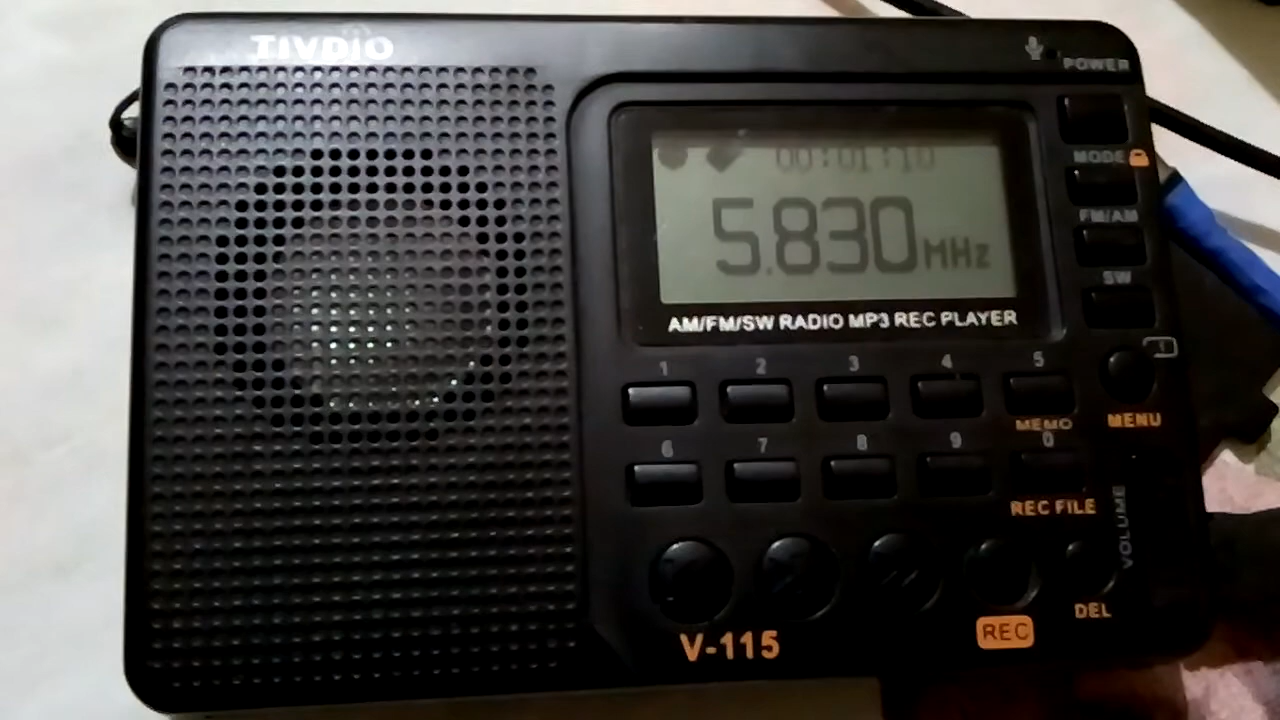 TIVDIO
POWER
00:01:10
MODE
5.830MHz
FM/AM
SW
AM/FM/SW RADIO MP3 REC PLAYER
1 2 3 4 5
MEMO
MENU
6 7 8 9 0
REC FILE
VOLUME
DEL
REC
V-115